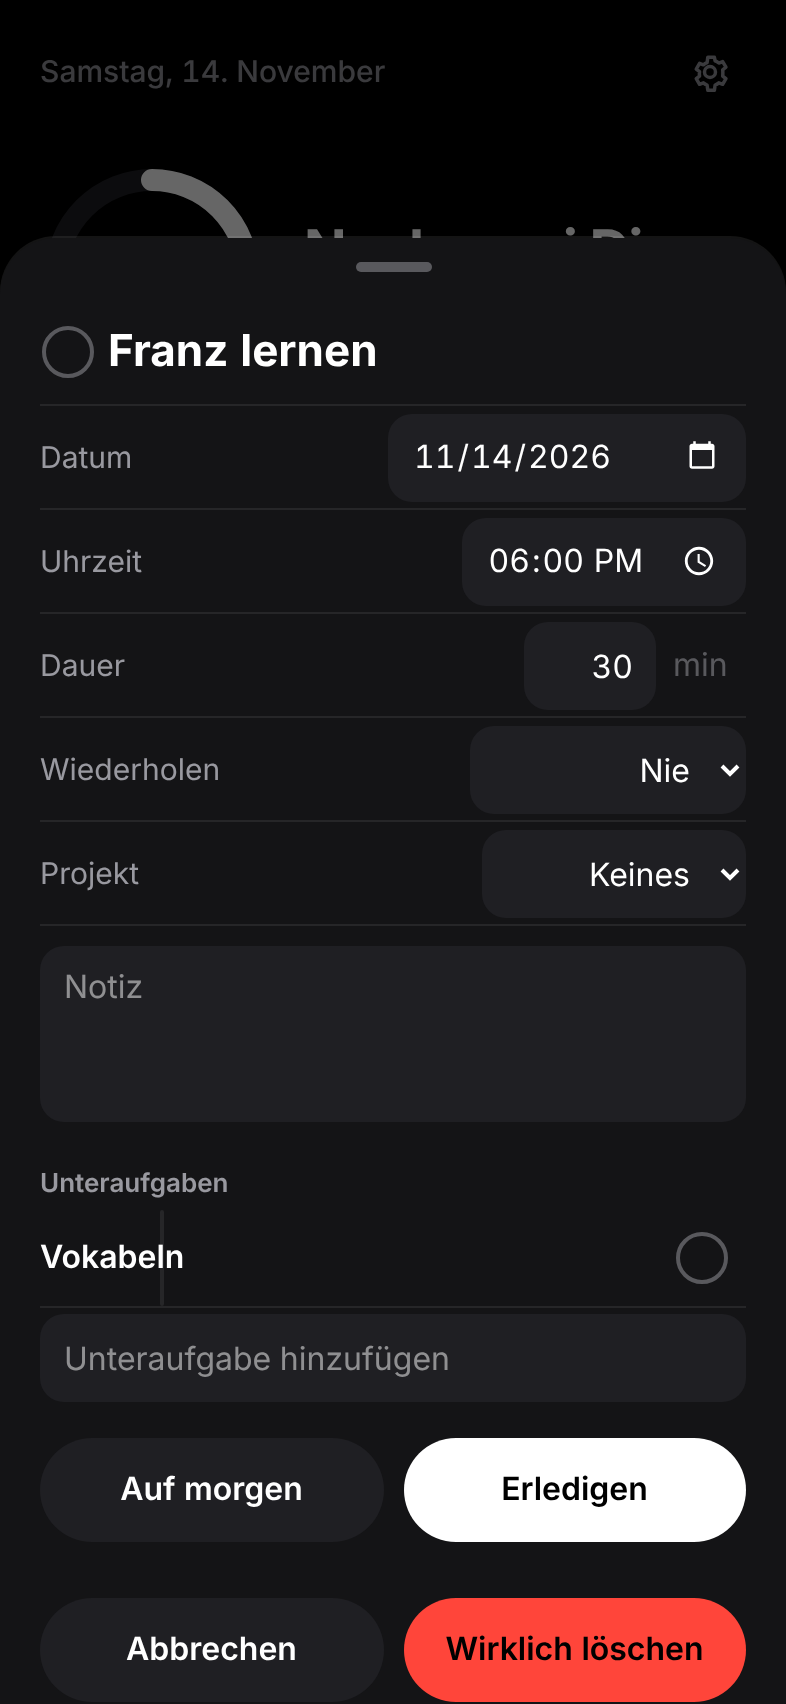 Samstag, 14. November
Franz lernen
Datum
11/14/2026
Uhrzeit
06:00 PM
Dauer
30 min
Wiederholen
Nie
Projekt
Keines
Notiz
Unteraufgaben
Vokabeln
Unteraufgabe hinzufügen
Auf morgen
Erledigen
Abbrechen
Wirklich löschen